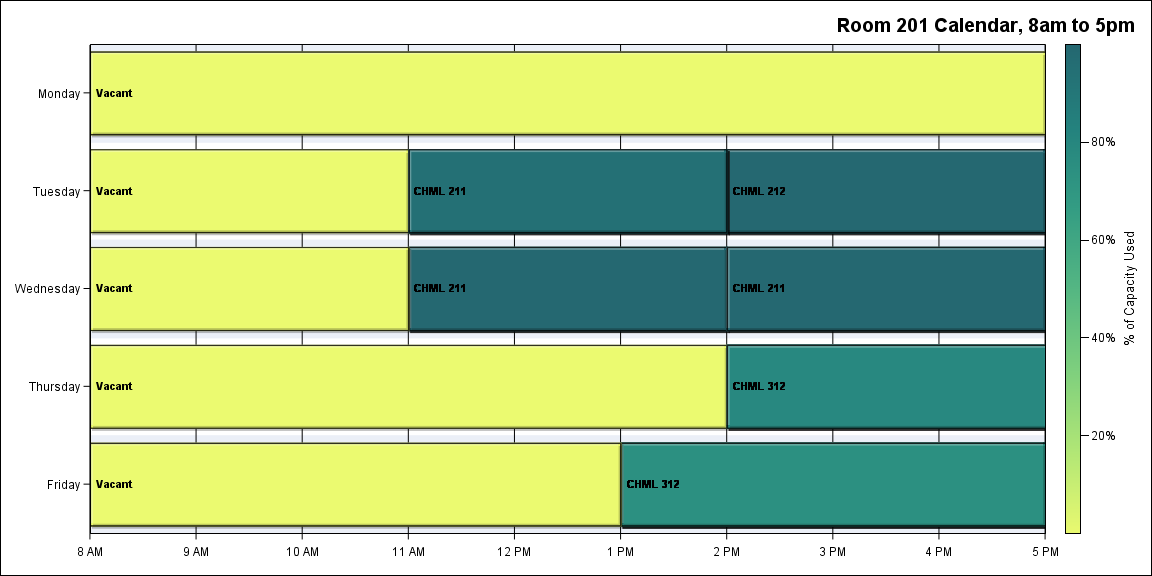 Room 201 Calendar, 8am to 5pm
Monday
Vacant
Tuesday
Vacant
CHML 211
CHML 212
Wednesday
Vacant
CHML 211
CHML 211
Thursday
Vacant
CHML 312
Friday
Vacant
CHML 312
8 AM
9 AM
10 AM
11 AM
12 PM
1 PM
2 PM
3 PM
4 PM
5 PM
80%
60%
40%
20%
% of Capacity Used